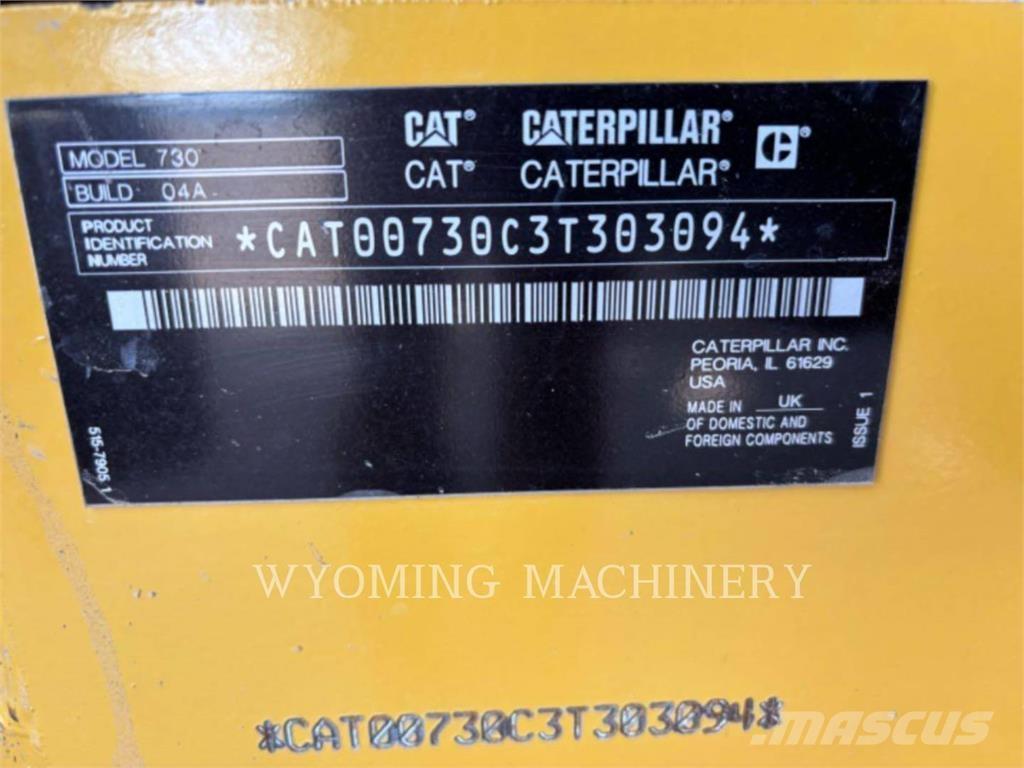 CAT® CATERPILLAR® C®
CAT® CATERPILLAR®
MODEL 730
BUILD 04A
PRODUCT
IDENTIFICATION
NUMBER
*CAT00730C3T303094*
CATERPILLAR INC.
PEORIA, IL 61629
USA
MADE IN UK
OF DOMESTIC AND
FOREIGN COMPONENTS
ISSUE 1
515-7905 1
WYOMING MACHINERY
*CAT00730C3T303094*
MASCUS